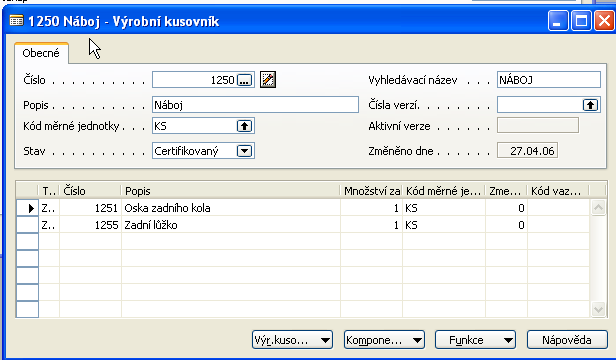 1250 Náboj - Výrobní kusovník
Obecné
Číslo . . . . . . . . . . 1250 ... Vyhledávací název . . . NÁBOJ
Popis . . . . . . . . . . Náboj Čísla verzí. . . . . . . .
Kód měrné jednotky . . . KS Aktivní verze . . . . . .
Stav . . . . . . . . . . Certifikovaný Změněno dne . . . . . . 27.04.06
T.. Číslo Popis Množství za Kód měrné je... Zme... Kód vaz...
Z.. 1251 Oska zadního kola 1 KS 0
Z.. 1255 Zadní lůžko 1 KS 0
Výr.kuso... Kompone... Funkce Nápověda